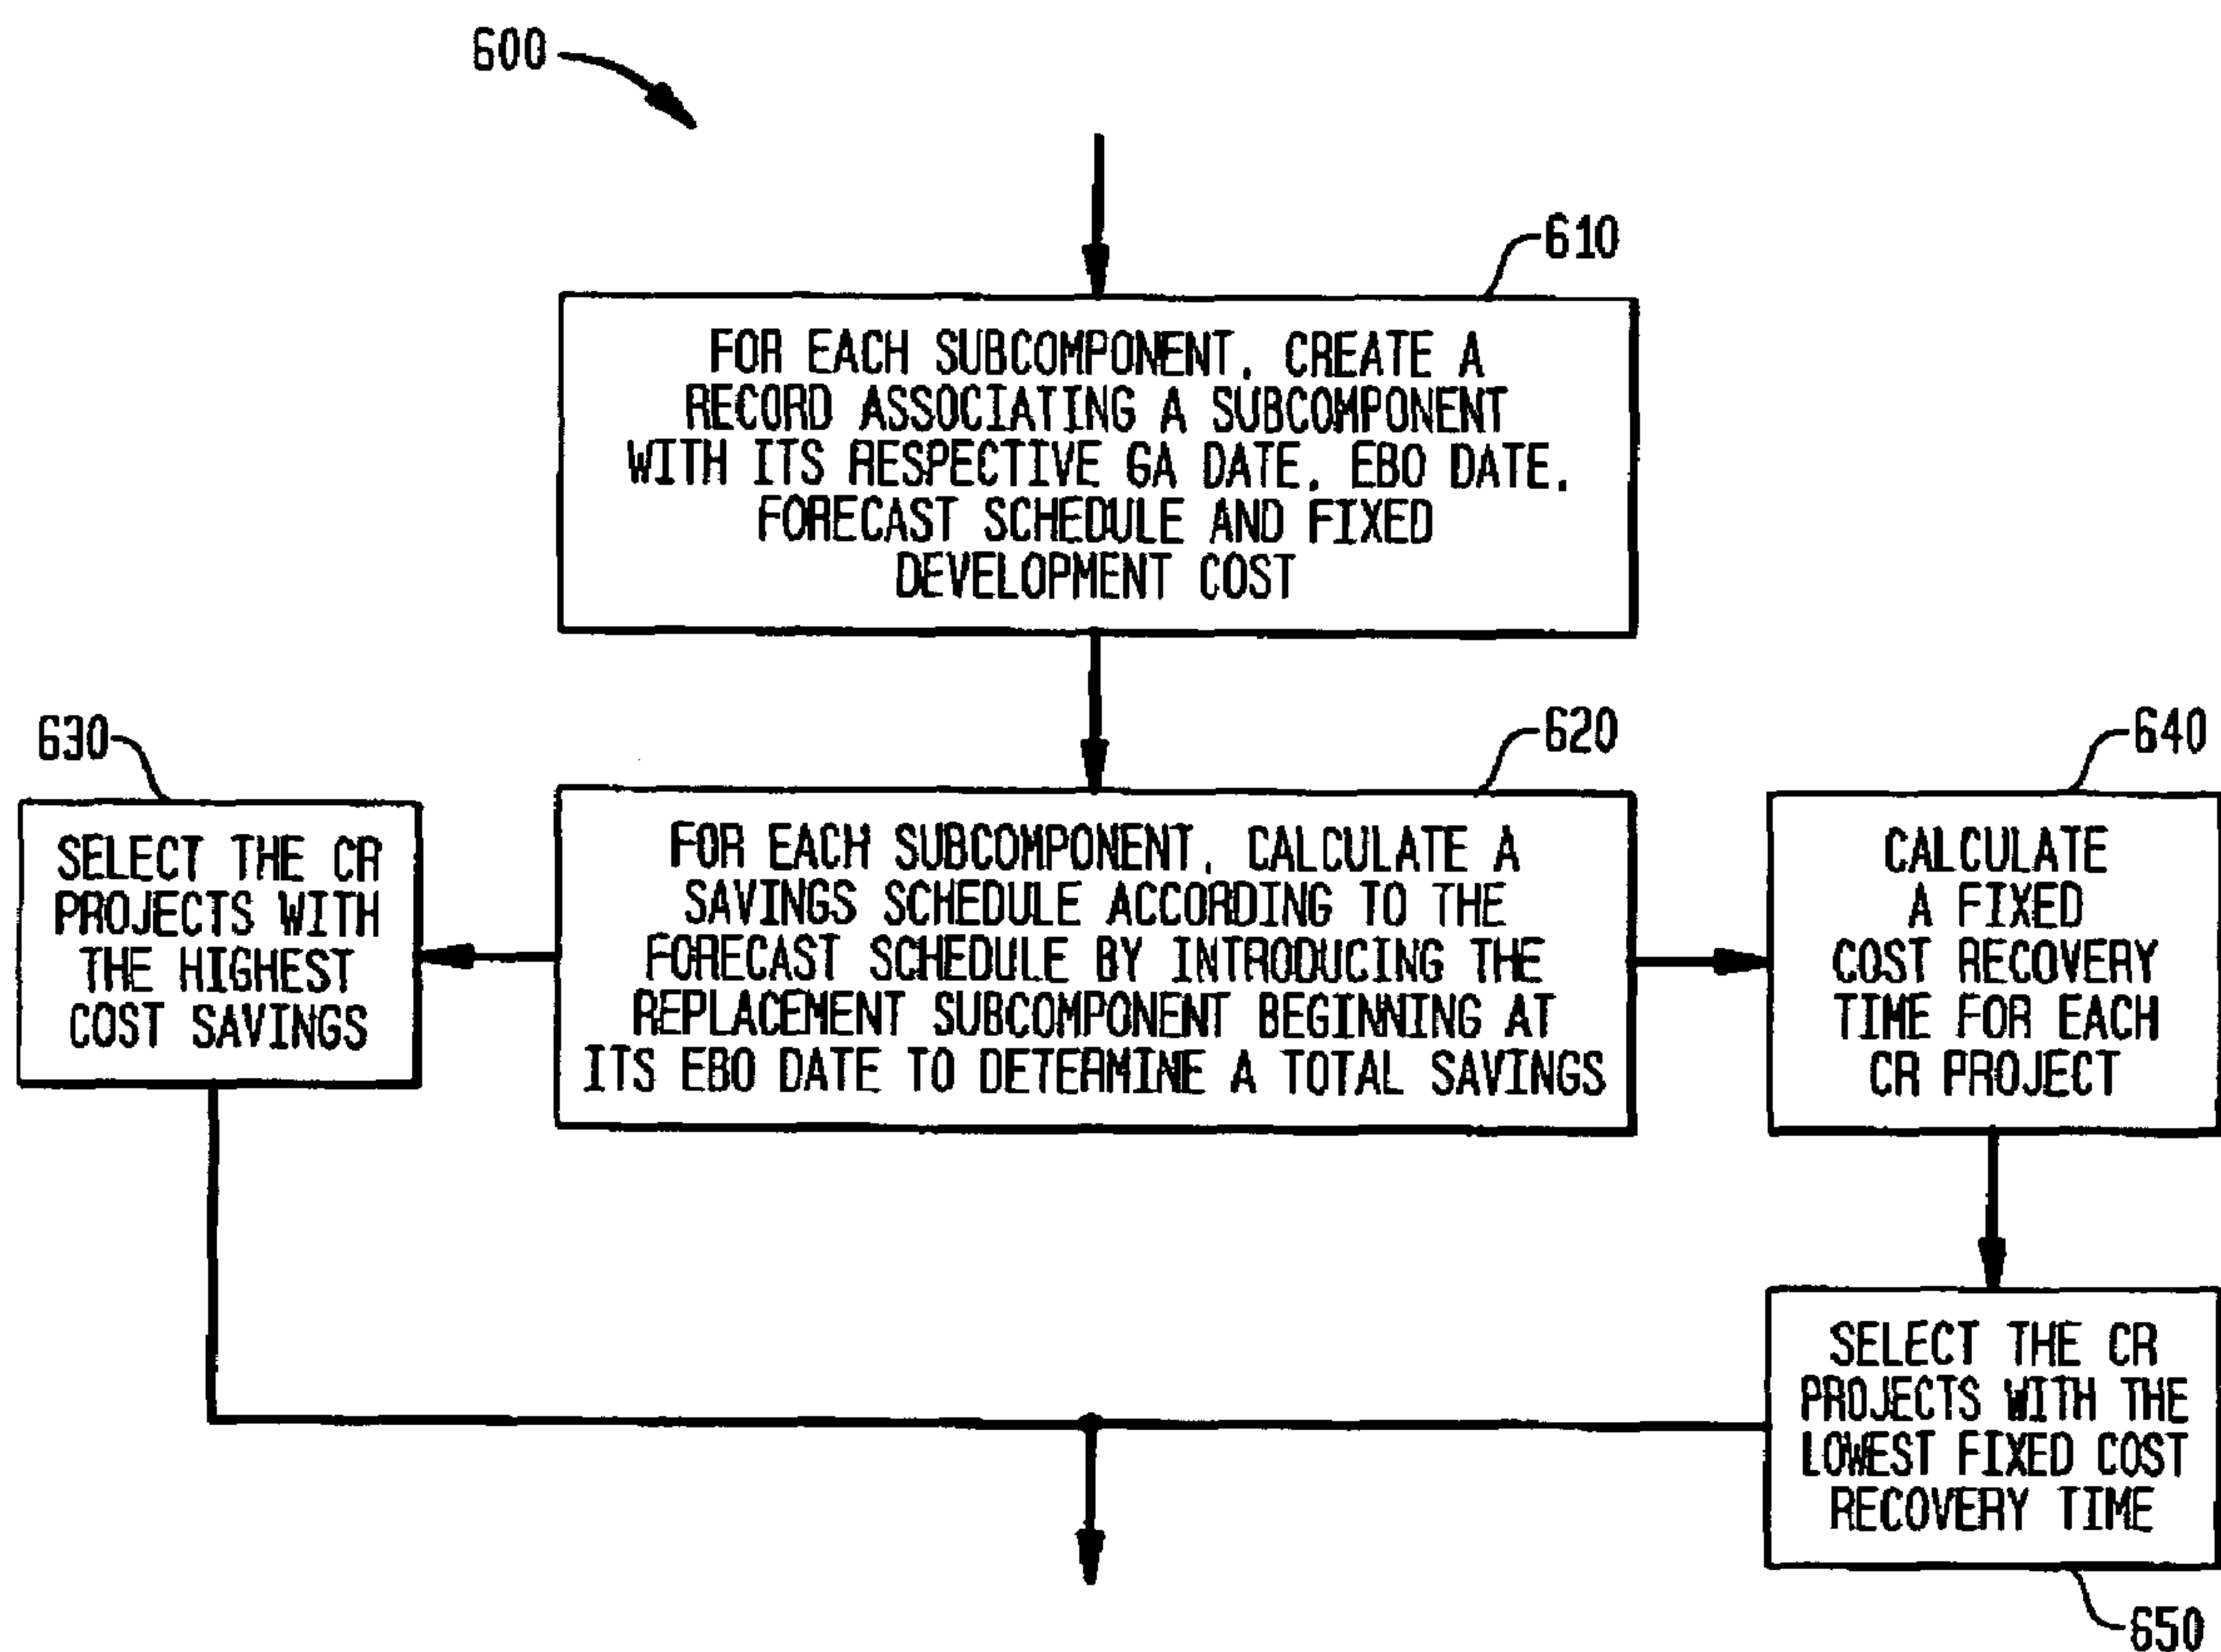 600
610
FOR EACH SUBCOMPONENT, CREATE A
RECORD ASSOCIATING A SUBCOMPONENT
WITH ITS RESPECTIVE GA DATE, EBO DATE,
FORECAST SCHEDULE AND FIXED
DEVELOPMENT COST
630
SELECT THE CR
PROJECTS WITH
THE HIGHEST
COST SAVINGS
620
FOR EACH SUBCOMPONENT, CALCULATE A
SAVINGS SCHEDULE ACCORDING TO THE
FORECAST SCHEDULE BY INTRODUCING THE
REPLACEMENT SUBCOMPONENT BEGINNING AT
ITS EBO DATE TO DETERMINE A TOTAL SAVINGS
640
CALCULATE
A FIXED
COST RECOVERY
TIME FOR EACH
CR PROJECT
SELECT THE CR
PROJECTS WITH THE
LOWEST FIXED COST
RECOVERY TIME
650